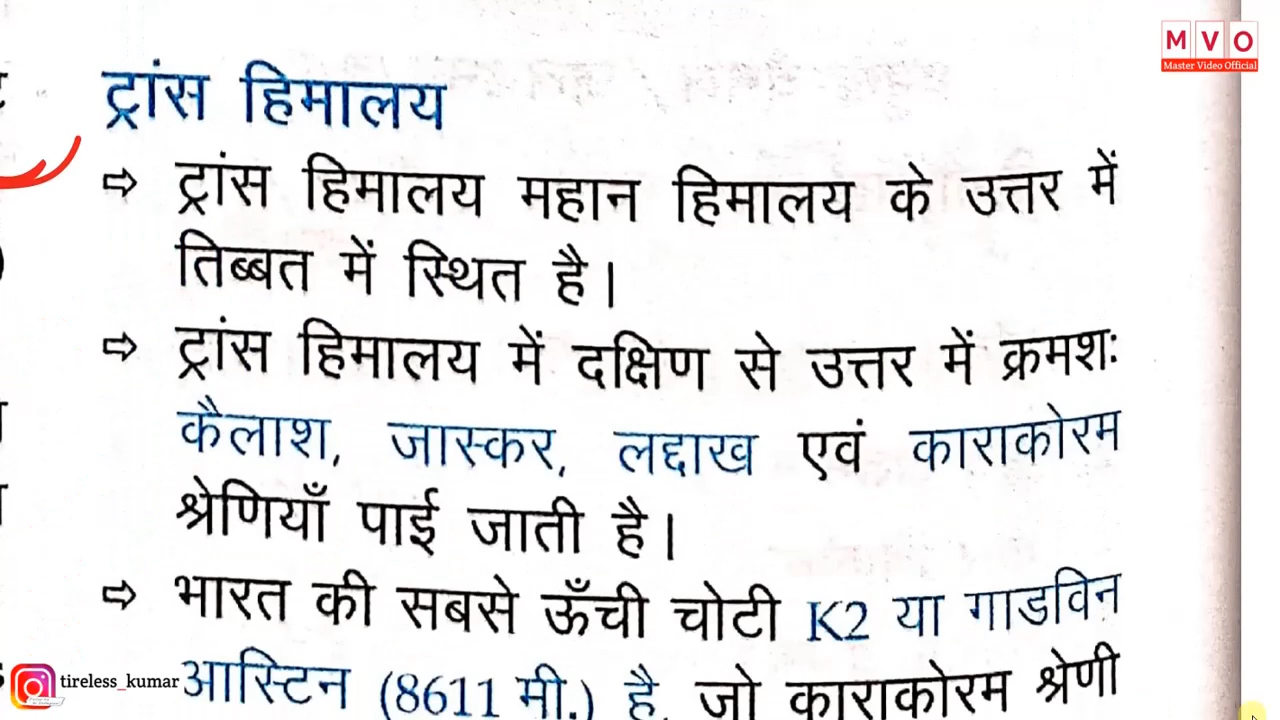 M V O
Master Video Official
ट्रांस हिमालय
⇨ ट्रांस हिमालय महान हिमालय के उत्तर में
तिब्बत में स्थित है।
⇨ ट्रांस हिमालय में दक्षिण से उत्तर में क्रमशः
कैलाश, जास्कर, लद्दाख एवं काराकोरम
श्रेणियाँ पाई जाती है।
⇨ भारत की सबसे ऊँची चोटी K2 या गाडविन
आस्टिन (8611 मी.) है, जो काराकोरम श्रेणी
tireless_kumar